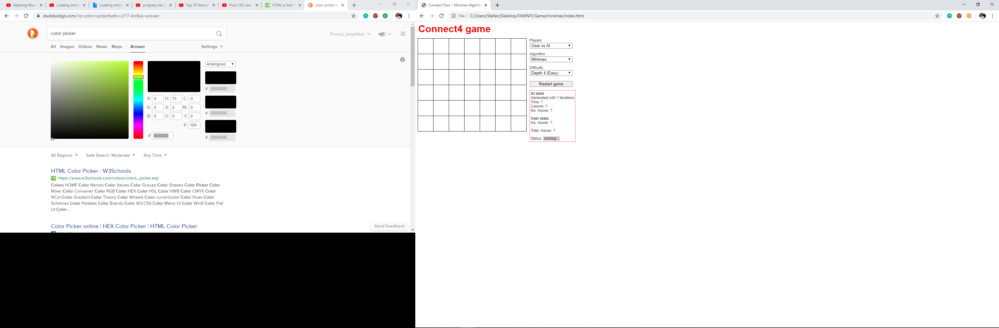 Relaxing Music
Loading Anima
Loading Anima
progress bar p
Top 10 Stunnin
Pure CSS Leav
HTML a href A
color picker at
duckduckgo.com/?q=color+picker&atb=v217-6rz&ia=answer
color picker
Privacy, simplified.
All Images Videos News Maps Answer Settings
Analogous
# 000000
# 000000
# 000000
R: 0 H: 73 C: 0
G: 0 S: 2 M: 0
B: 0 V: 0 Y: 0
K: 100
# 000000
All Regions Safe Search: Moderate Any Time
HTML Color Picker - W3Schools
https://www.w3schools.com/colors/colors_picker.asp
Colors HOME Color Names Color Values Color Groups Color Shades Color Picker Color
Mixer Color Converter Color RGB Color HEX Color HSL Color HWB Color CMYK Color
NCol Color Gradient Color Theory Color Wheels Color currentcolor Color Hues Color
Schemes Color Palettes Color Brands Color W3.CSS Color Metro UI Color Win8 Color Flat
UI Color ...
Color Picker online | HEX Color Picker | HTML Color Picker
Send Feedback
Connect Four - Minimax Algorith
File C:/Users/Stefan/Desktop/FAMNIT/Game/minimax/index.html
Connect4 game
Players
User vs AI
Algorithm
Minimax
Difficulty
Depth 4 (Easy)
Restart game
AI stats
Generated with ? iterations
Time: ?
Column: ?
No. moves: ?
User stats
No. moves: ?
Total. moves: ?
Status: running...